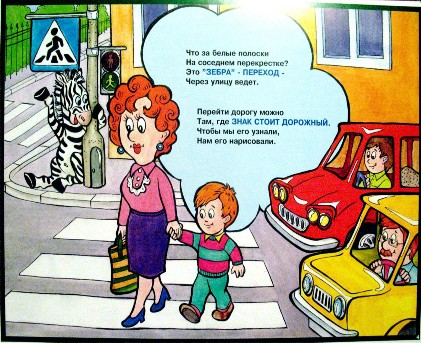 Что за белые полоски
На соседнем перекрестке?
Это "ЗЕБРА" - ПЕРЕХОД -
Через улицу ведет.
Перейти дорогу можно
Там, где ЗНАК СТОИТ ДОРОЖНЫЙ.
Чтобы мы его узнали,
Нам его нарисовали.